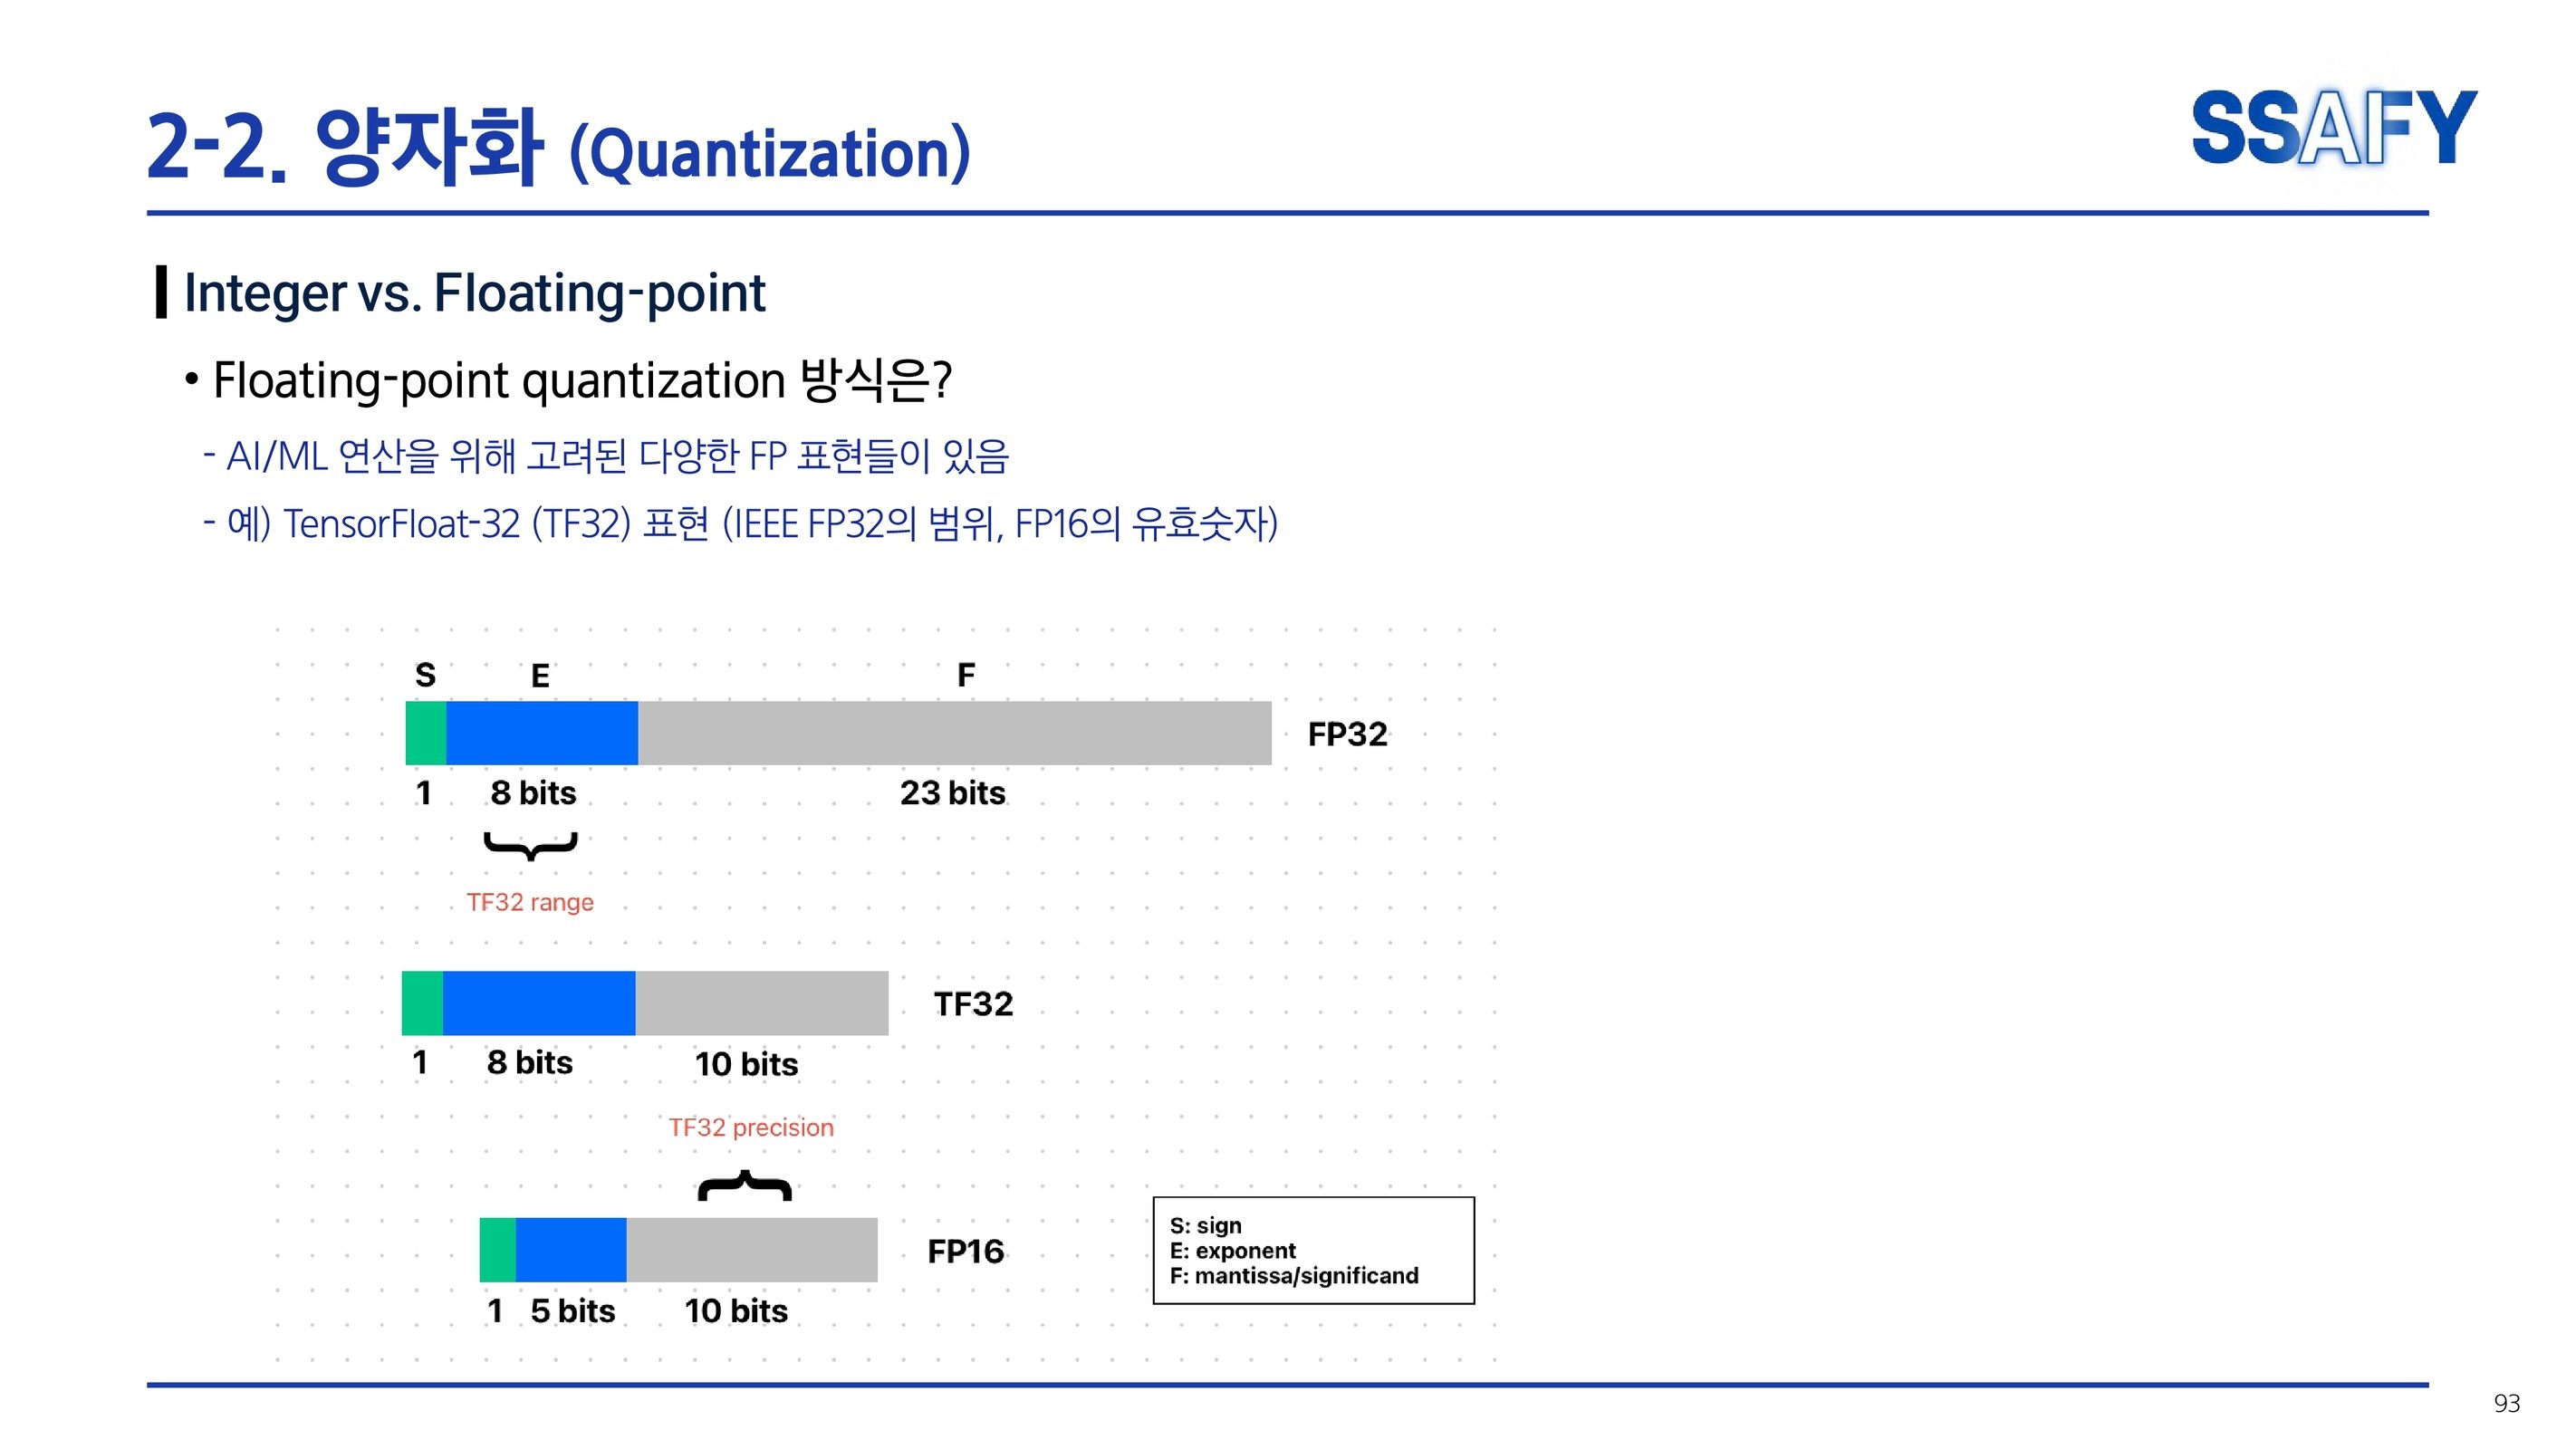 2-2. 양자화 (Quantization)
SSAFY
Integer vs. Floating-point
• Floating-point quantization 방식은?
- AI/ML 연산을 위해 고려된 다양한 FP 표현들이 있음
- 예) TensorFloat-32 (TF32) 표현 (IEEE FP32의 범위, FP16의 유효숫자)
S E F
FP32
1 8 bits 23 bits
TF32 range
TF32
1 8 bits 10 bits
TF32 precision
FP16
1 5 bits 10 bits
S: sign
E: exponent
F: mantissa/significand
93